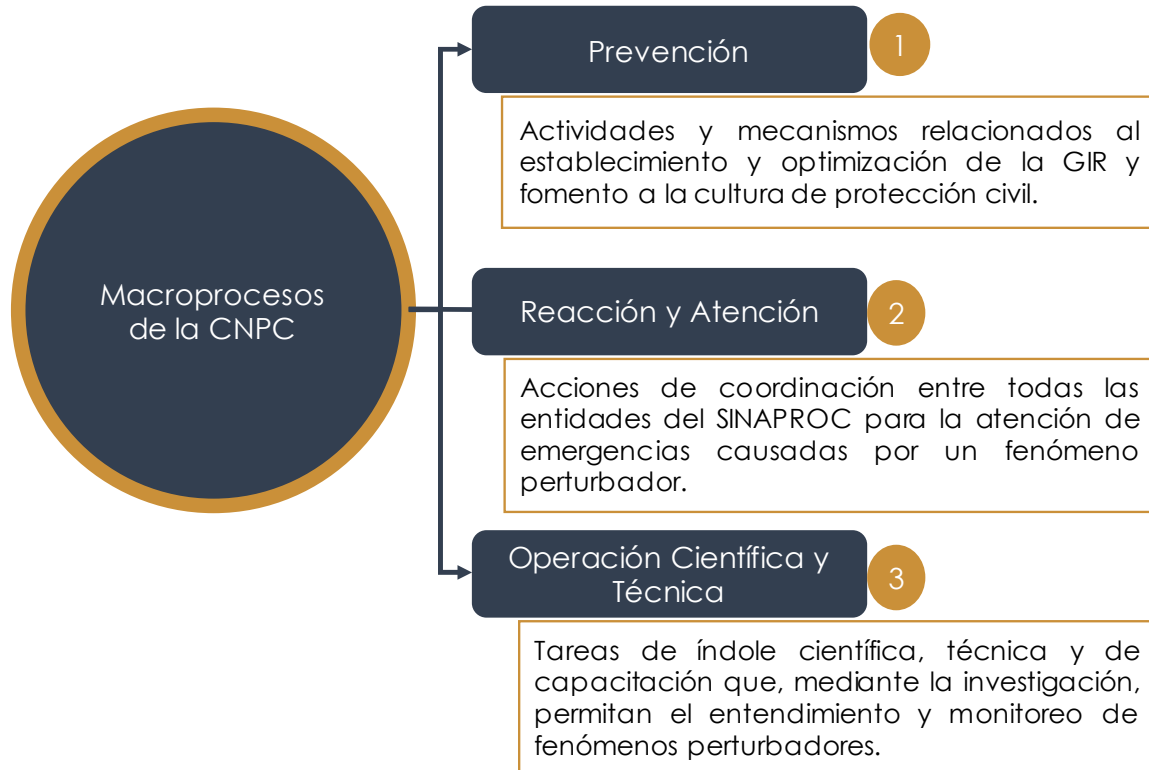 Macroprocesos
de la CNPC
Prevención
1
Actividades y mecanismos relacionados al
establecimiento y optimización de la GIR y
fomento a la cultura de protección civil.
Reacción y Atención
2
Acciones de coordinación entre todas las
entidades del SINAPROC para la atención de
emergencias causadas por un fenómeno
perturbador.
Operación Científica y
Técnica
3
Tareas de índole científica, técnica y de
capacitación que, mediante la investigación,
permitan el entendimiento y monitoreo de
fenómenos perturbadores.